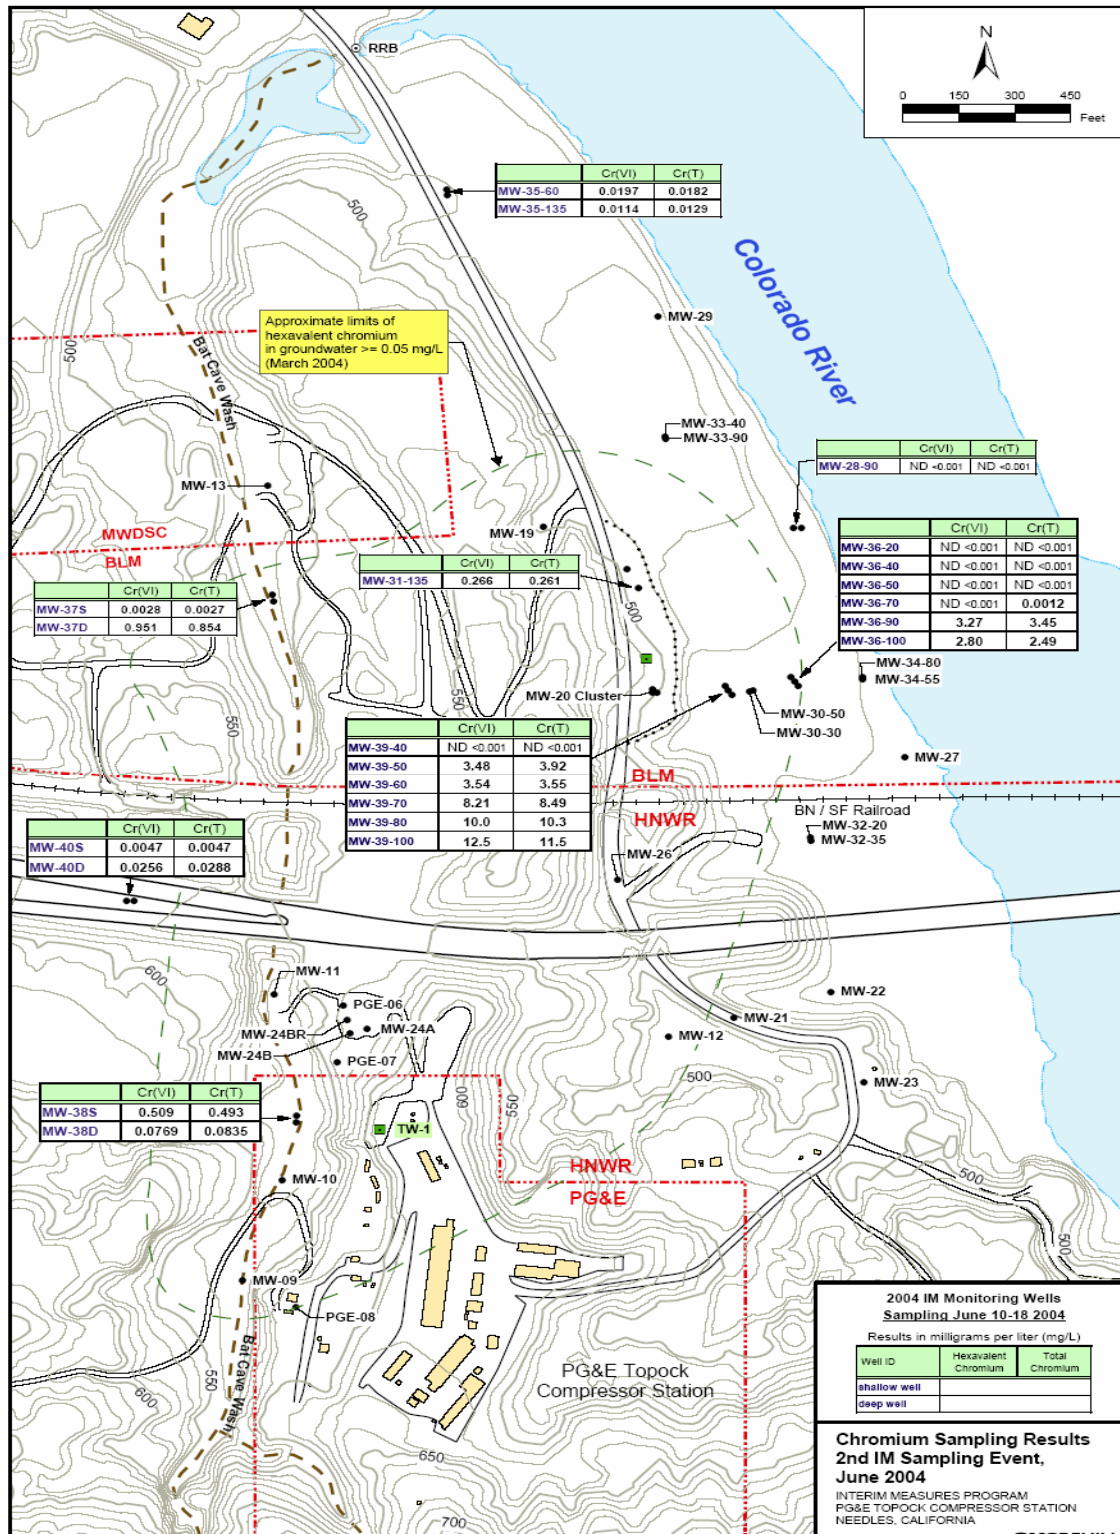 RRB
N
0 150 300 450
Feet
Cr(VI) Cr(T)
MW-35-60 0.0197 0.0182
MW-35-135 0.0114 0.0129
500
Colorado River
MW-29
Approximate limits of
hexavalent chromium
in groundwater >= 0.05 mg/L
(March 2004)
500
Bat Cave Wash
MW-33-40
MW-33-90
Cr(VI) Cr(T)
MW-28-90 ND <0.001 ND <0.001
MW-13
MWDSC
BLM
MW-19
Cr(VI) Cr(T)
MW-31-135 0.266 0.261
Cr(VI) Cr(T)
MW-36-20 ND <0.001 ND <0.001
MW-36-40 ND <0.001 ND <0.001
MW-36-50 ND <0.001 ND <0.001
MW-36-70 ND <0.001 0.0012
MW-36-90 3.27 3.45
MW-36-100 2.80 2.49
Cr(VI) Cr(T)
MW-37S 0.0028 0.0027
MW-37D 0.951 0.854
500
MW-34-80
MW-34-55
MW-20 Cluster
550
550
MW-30-50
MW-30-30
Cr(VI) Cr(T)
MW-39-40 ND <0.001 ND <0.001
MW-39-50 3.48 3.92
MW-39-60 3.54 3.55
MW-39-70 8.21 8.49
MW-39-80 10.0 10.3
MW-39-100 12.5 11.5
MW-27
BLM
HNWR
BN / SF Railroad
MW-32-20
MW-32-35
Cr(VI) Cr(T)
MW-40S 0.0047 0.0047
MW-40D 0.0256 0.0288
MW-26
600
MW-11
PGE-06
MW-24BR
MW-24A
MW-24B
PGE-07
MW-22
MW-21
MW-12
500
MW-23
600
550
Cr(VI) Cr(T)
MW-38S 0.509 0.493
MW-38D 0.0769 0.0835
TW-1
HNWR
PG&E
MW-10
500
500
MW-09
PGE-08
Bat Cave Wash
550
600
PG&E Topock
Compressor Station
650
700
2004 IM Monitoring Wells
Sampling June 10-18 2004
Results in milligrams per liter (mg/L)
Well ID Hexavalent Chromium Total Chromium
shallow well
deep well
Chromium Sampling Results
2nd IM Sampling Event,
June 2004
INTERIM MEASURES PROGRAM
PG&E TOPOCK COMPRESSOR STATION
NEEDLES, CALIFORNIA